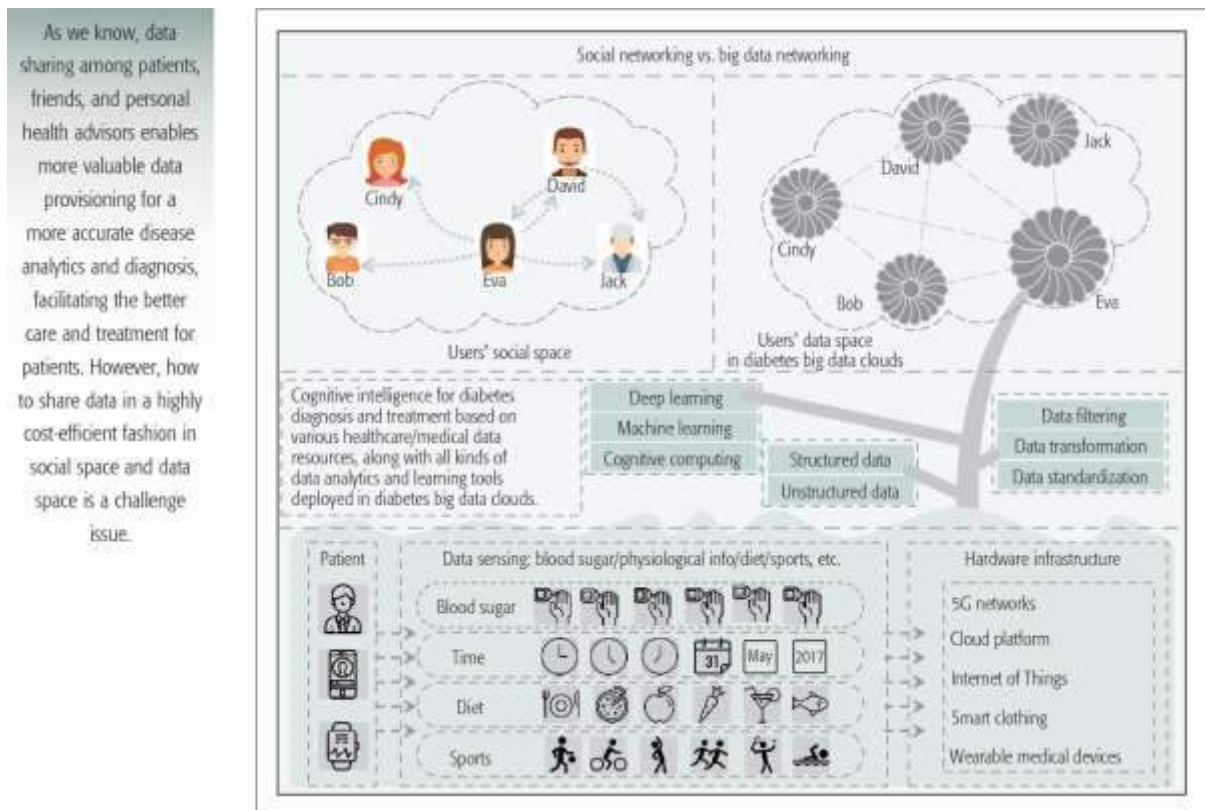 As we know, data
sharing among patients,
friends, and personal
health advisors enables
more valuable data
provisioning for a
more accurate disease
analytics and diagnosis,
facilitating the better
care and treatment for
patients. However, how
to share data in a highly
cost-efficient fashion in
social space and data
space is a challenge
issue.
Social networking vs. big data networking
Cindy
David
Bob
Eva
Jack
Users' social space
David
Jack
Cindy
Bob
Eva
Users' data space
in diabetes big data clouds
Cognitive intelligence for diabetes
diagnosis and treatment based on
various healthcare/medical data
resources, along with all kinds of
data analytics and learning tools
deployed in diabetes big data clouds.
Deep learning
Machine learning
Cognitive computing
Structured data
Unstructured data
Data filtering
Data transformation
Data standardization
Patient
Data sensing: blood sugar/physiological info/diet/sports, etc.
Blood sugar
Time
31
May
2017
Diet
Sports
Hardware infrastructure
5G networks
Cloud platform
Internet of Things
Smart clothing
Wearable medical devices